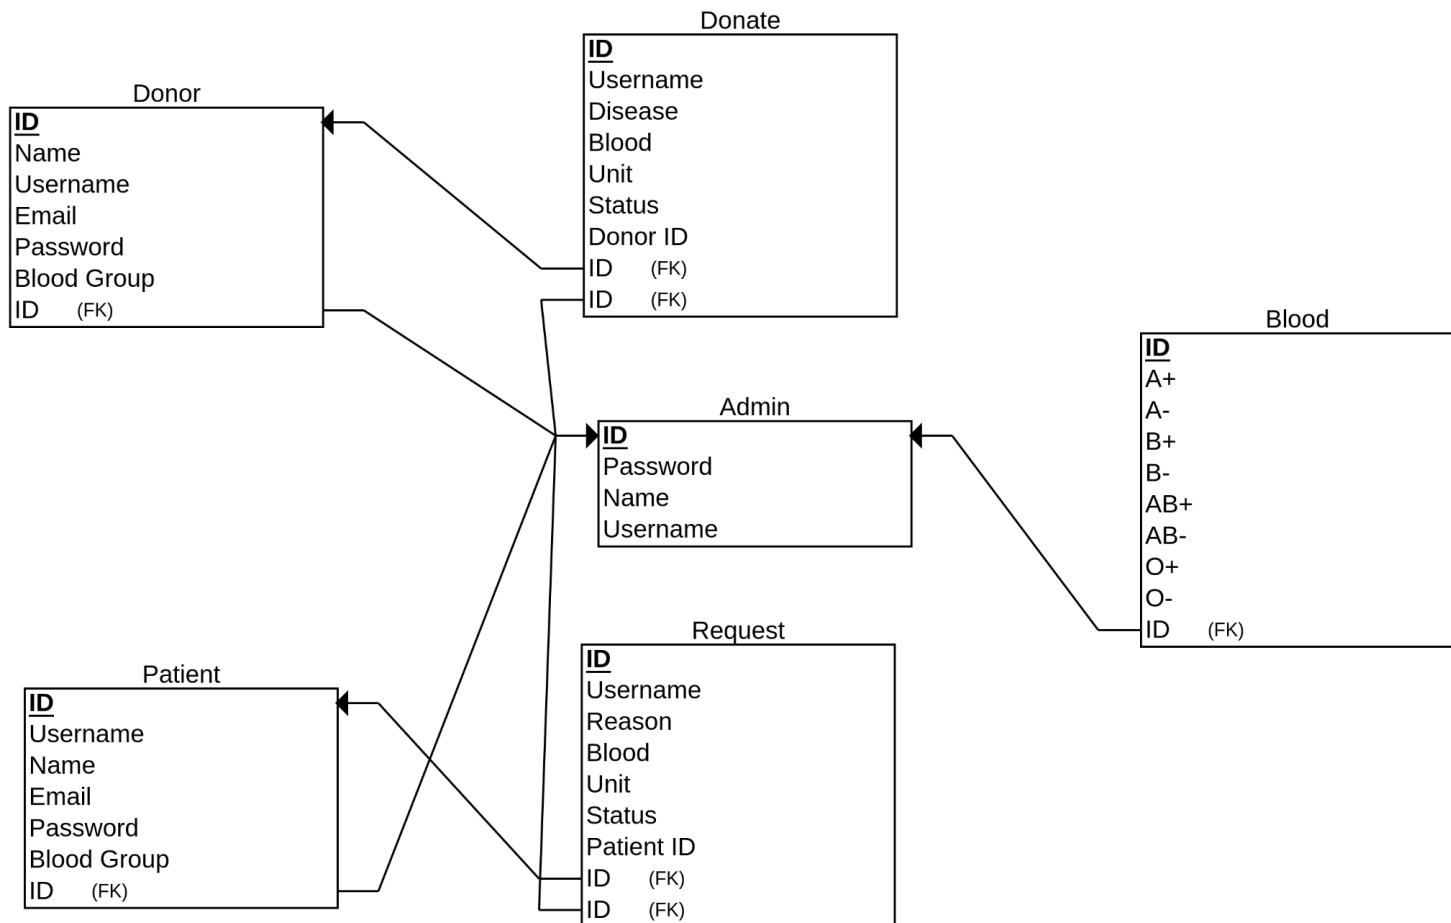 Donate
ID
Username
Disease
Blood
Unit
Status
Donor ID
ID (FK)
ID (FK)
Donor
ID
Name
Username
Email
Password
Blood Group
ID (FK)
Blood
ID
A+
A-
B+
B-
AB+
AB-
O+
O-
ID (FK)
Admin
ID
Password
Name
Username
Request
ID
Username
Reason
Blood
Unit
Status
Patient ID
ID (FK)
ID (FK)
Patient
ID
Username
Name
Email
Password
Blood Group
ID (FK)